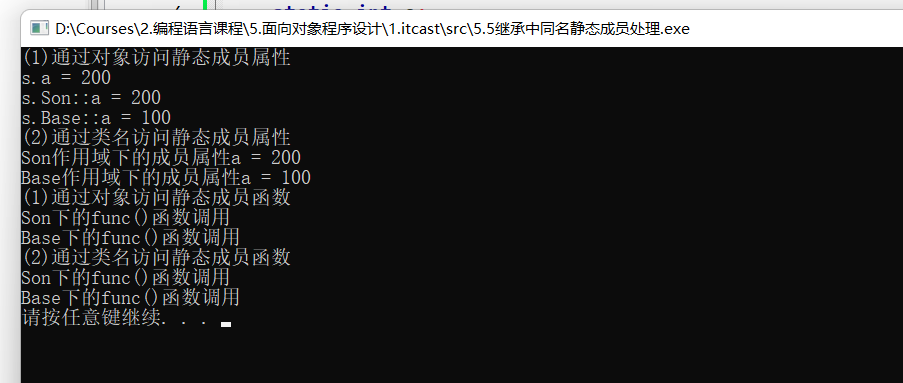 static int a;
D:\Courses\2.编程语言课程\5.面向对象程序设计\1.itcast\src\5.5继承中同名静态成员处理.exe
(1)通过对象访问静态成员属性
s.a = 200
s.Son::a = 200
s.Base::a = 100
(2)通过类名访问静态成员属性
Son作用域下的成员属性a = 200
Base作用域下的成员属性a = 100
(1)通过对象访问静态成员函数
Son下的func()函数调用
Base下的func()函数调用
(2)通过类名访问静态成员函数
Son下的func()函数调用
Base下的func()函数调用
请按任意键继续. . .